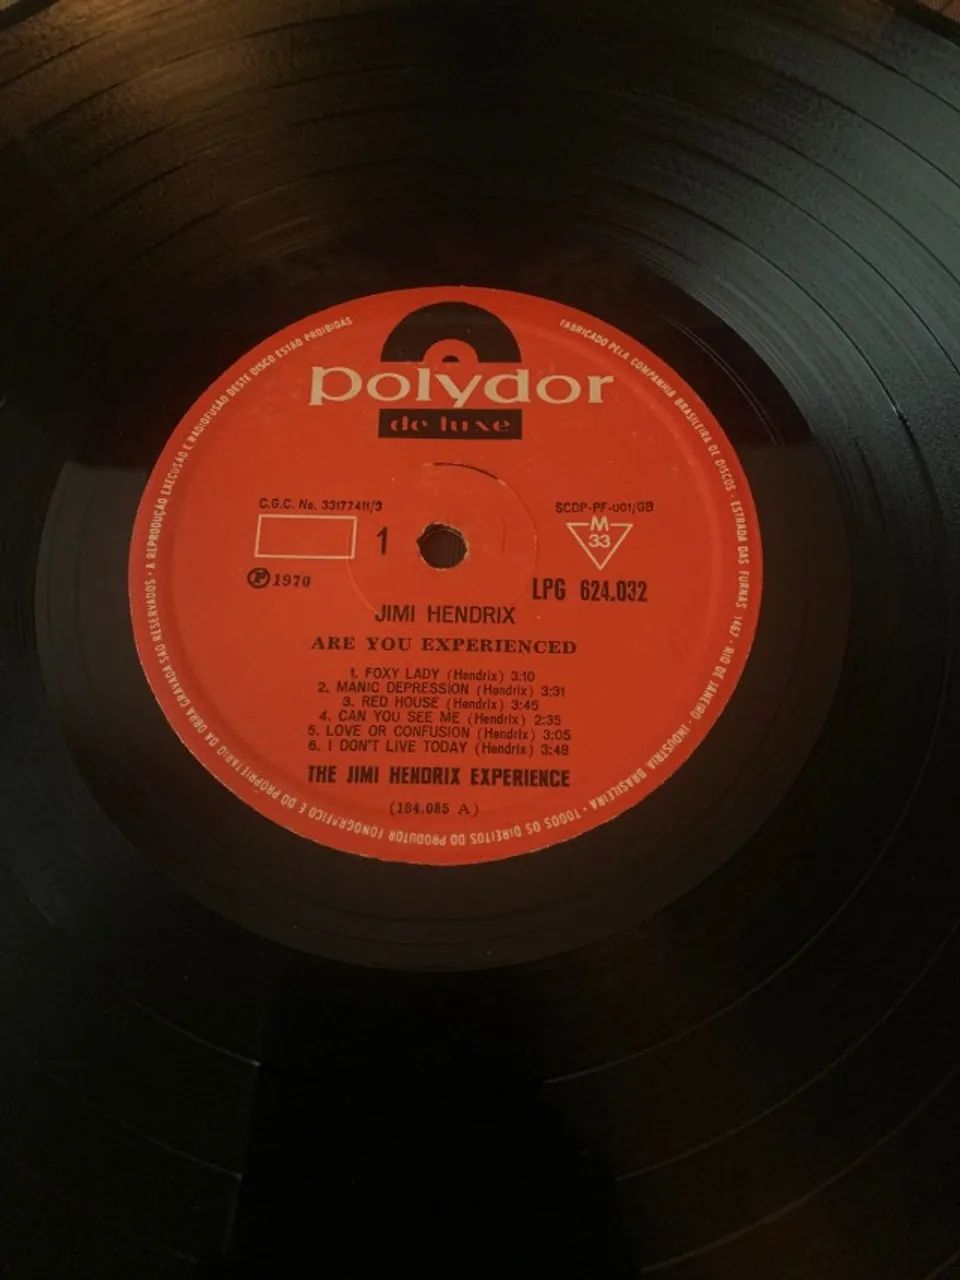 polydor
de luxe
C.G.C. No. 33177411/3
SCDP-PF-001/GB
1
M
33
Ⓟ 1970
LPG 624.032
JIMI HENDRIX
ARE YOU EXPERIENCED
1. FOXY LADY (Hendrix) 3:10
2. MANIC DEPRESSION (Hendrix) 3:31
3. RED HOUSE (Hendrix) 3:45
4. CAN YOU SEE ME (Hendrix) 2:35
5. LOVE OR CONFUSION (Hendrix) 3:05
6. I DON'T LIVE TODAY (Hendrix) 3:48
THE JIMI HENDRIX EXPERIENCE
(184.085 A)
FABRICADO PELA COMPANHIA BRASILEIRA DE DISCOS · ESTRADA DAS FURNAS 1467 · RIO DE JANEIRO · INDUSTRIA BRASILEIRA · TODOS OS DIREITOS DO PRODUTOR FONOGRÁFICO E DO PROPRIETÁRIO DA OBRA GRAVADA SÃO RESERVADOS · A REPRODUÇÃO EXECUSÃO E RADIOFUSÃO DESTE DISCO ESTÃO PROIBIDAS